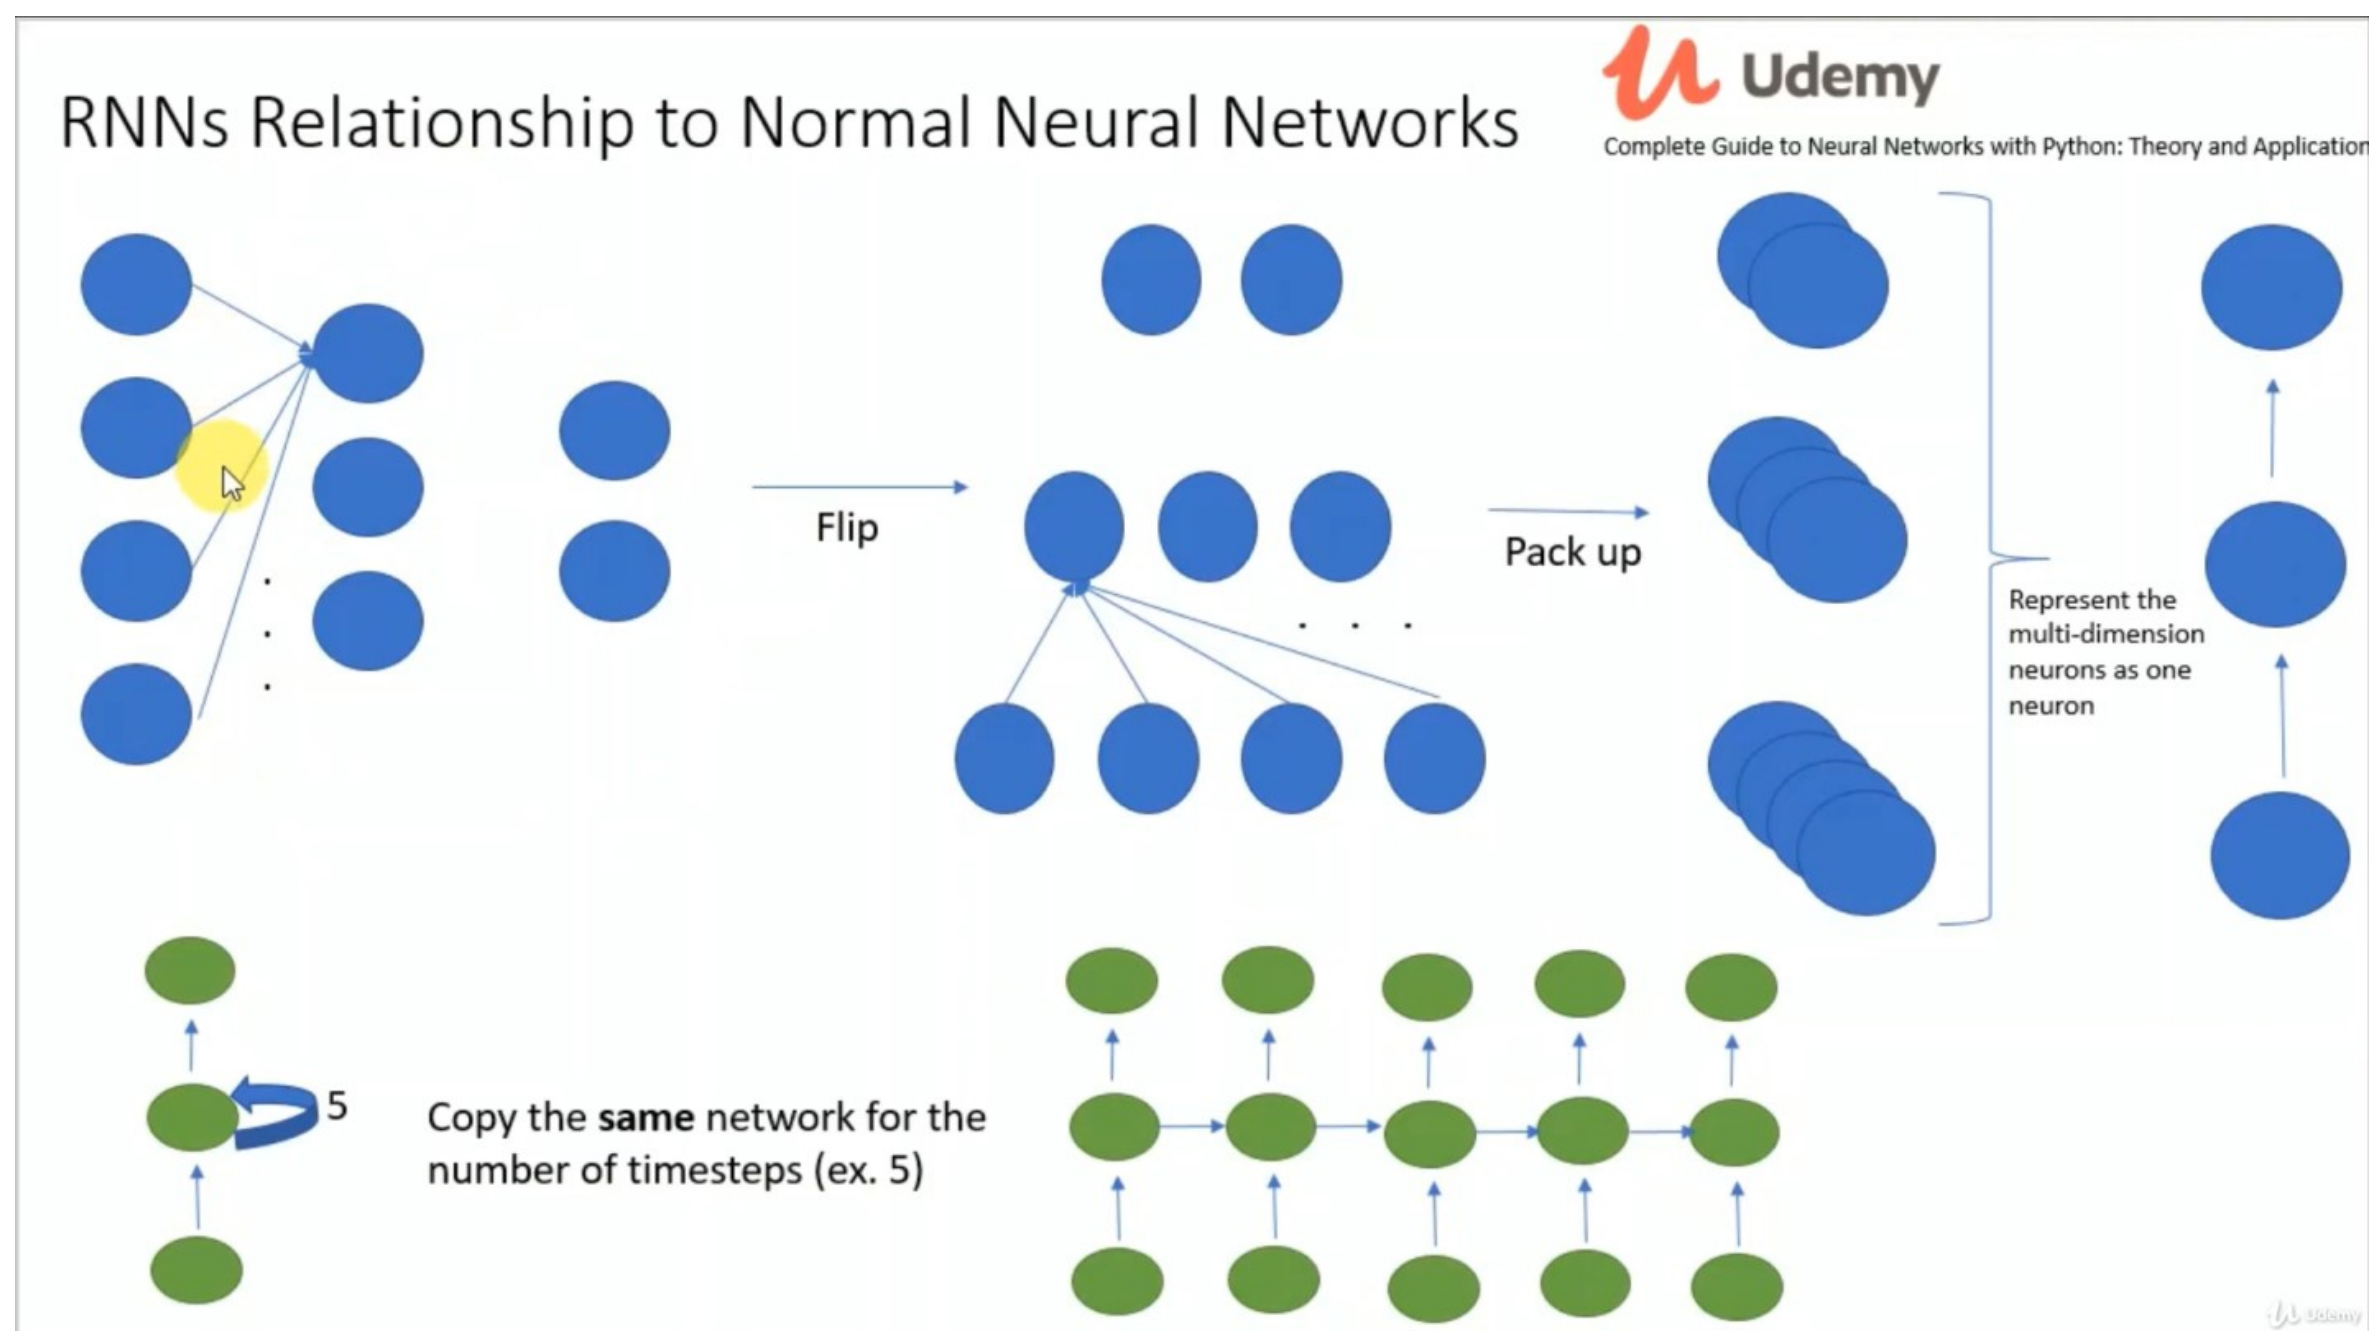 RNNs Relationship to Normal Neural Networks
Udemy
Complete Guide to Neural Networks with Python: Theory and Application
Flip
Pack up
Represent the
multi-dimension
neurons as one
neuron
5
Copy the same network for the
number of timesteps (ex. 5)
Udemy